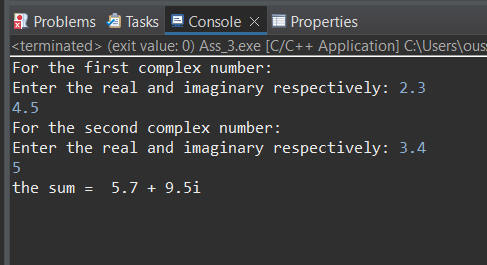 Problems Tasks Console Properties
<terminated> (exit value: 0) Ass_3.exe [C/C++ Application] C:\Users\ous
For the first complex number:
Enter the real and imaginary respectively: 2.3
4.5
For the second complex number:
Enter the real and imaginary respectively: 3.4
5
the sum =  5.7 + 9.5i